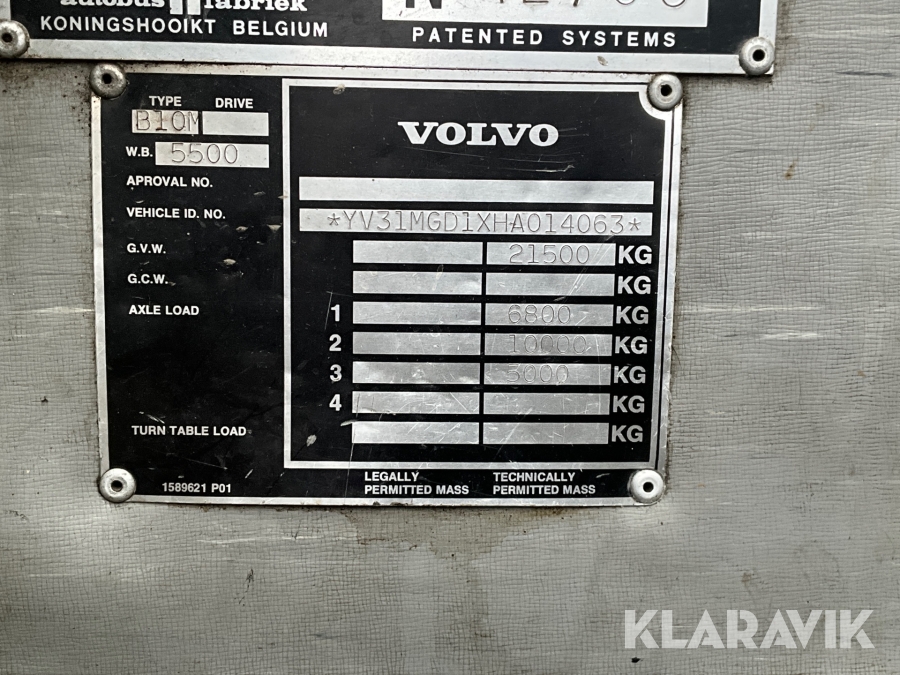 autobus fabriek
KONINGSHOOIKT BELGIUM
PATENTED SYSTEMS
TYPE DRIVE
B10M
W.B. 5500
VOLVO
APROVAL NO.
VEHICLE ID. NO. *YV31MGD1XHA014063*
G.V.W. 21500 KG
G.C.W. KG
AXLE LOAD 1 6800 KG
2 10000 KG
3 5000 KG
4 KG
TURN TABLE LOAD KG
1589621 P01
LEGALLY PERMITTED MASS
TECHNICALLY PERMITTED MASS
KLARAVIK